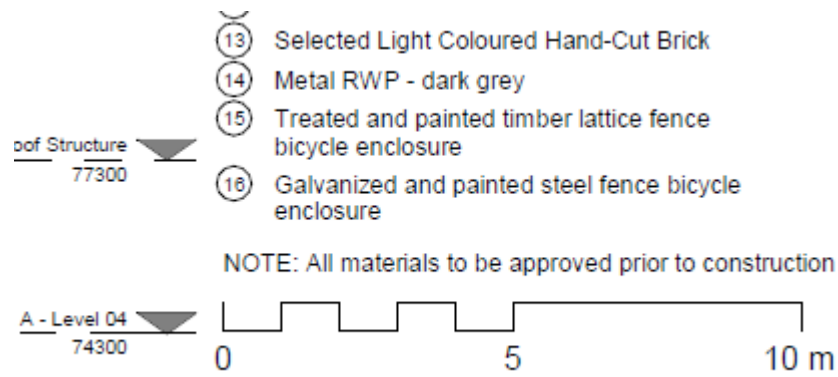 13 Selected Light Coloured Hand-Cut Brick
14 Metal RWP - dark grey
15 Treated and painted timber lattice fence
bicycle enclosure
oof Structure
77300
16 Galvanized and painted steel fence bicycle
enclosure
NOTE: All materials to be approved prior to construction
A - Level 04
74300
0 5 10 m